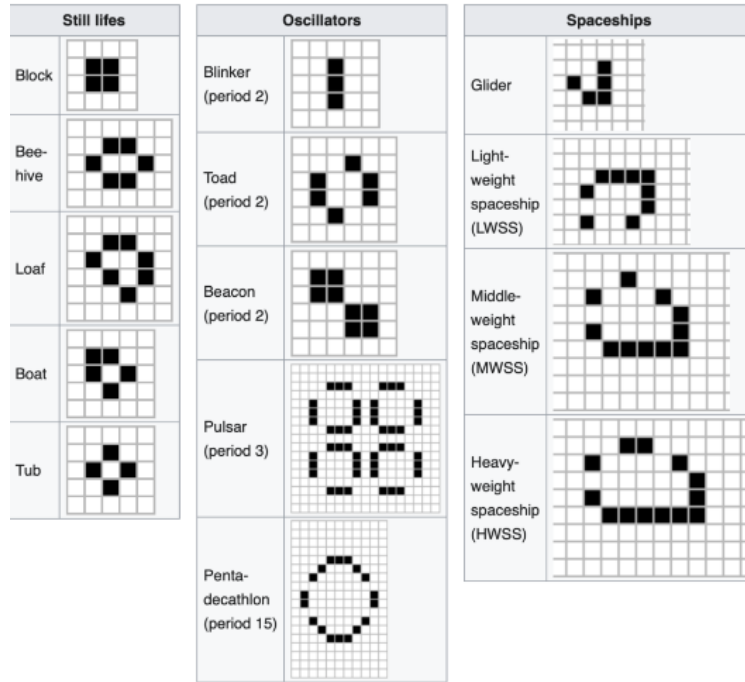 Still lifes
Block
Bee-
hive
Loaf
Boat
Tub
Oscillators
Blinker
(period 2)
Toad
(period 2)
Beacon
(period 2)
Pulsar
(period 3)
Penta-
decathlon
(period 15)
Spaceships
Glider
Light-
weight
spaceship
(LWSS)
Middle-
weight
spaceship
(MWSS)
Heavy-
weight
spaceship
(HWSS)